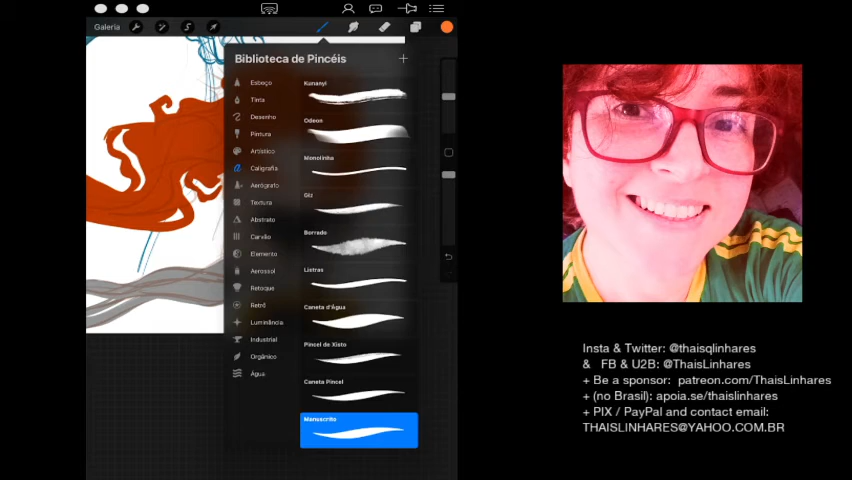 Galeria
Biblioteca de Pincéis
Esboço
Tinta
Desenho
Pintura
Artístico
Caligrafia
Aerógrafo
Textura
Abstrato
Carvão
Elemento
Aerossol
Retoque
Retrô
Luminância
Industrial
Orgânico
Água
Kananyi
Odeon
Monolinha
Giz
Borrado
Lletras
Caneta d'Água
Pincel de Xisto
Caneta Pincel
Manuscrito
Insta & Twitter: @thaisqlinhares
& FB & U2B: @ThaisLinhares
+ Be a sponsor: patreon.com/ThaisLinhares
+ (no Brasil): apoia.se/thaislinhares
+ PIX / PayPal and contact email:
THAISLINHARES@YAHOO.COM.BR